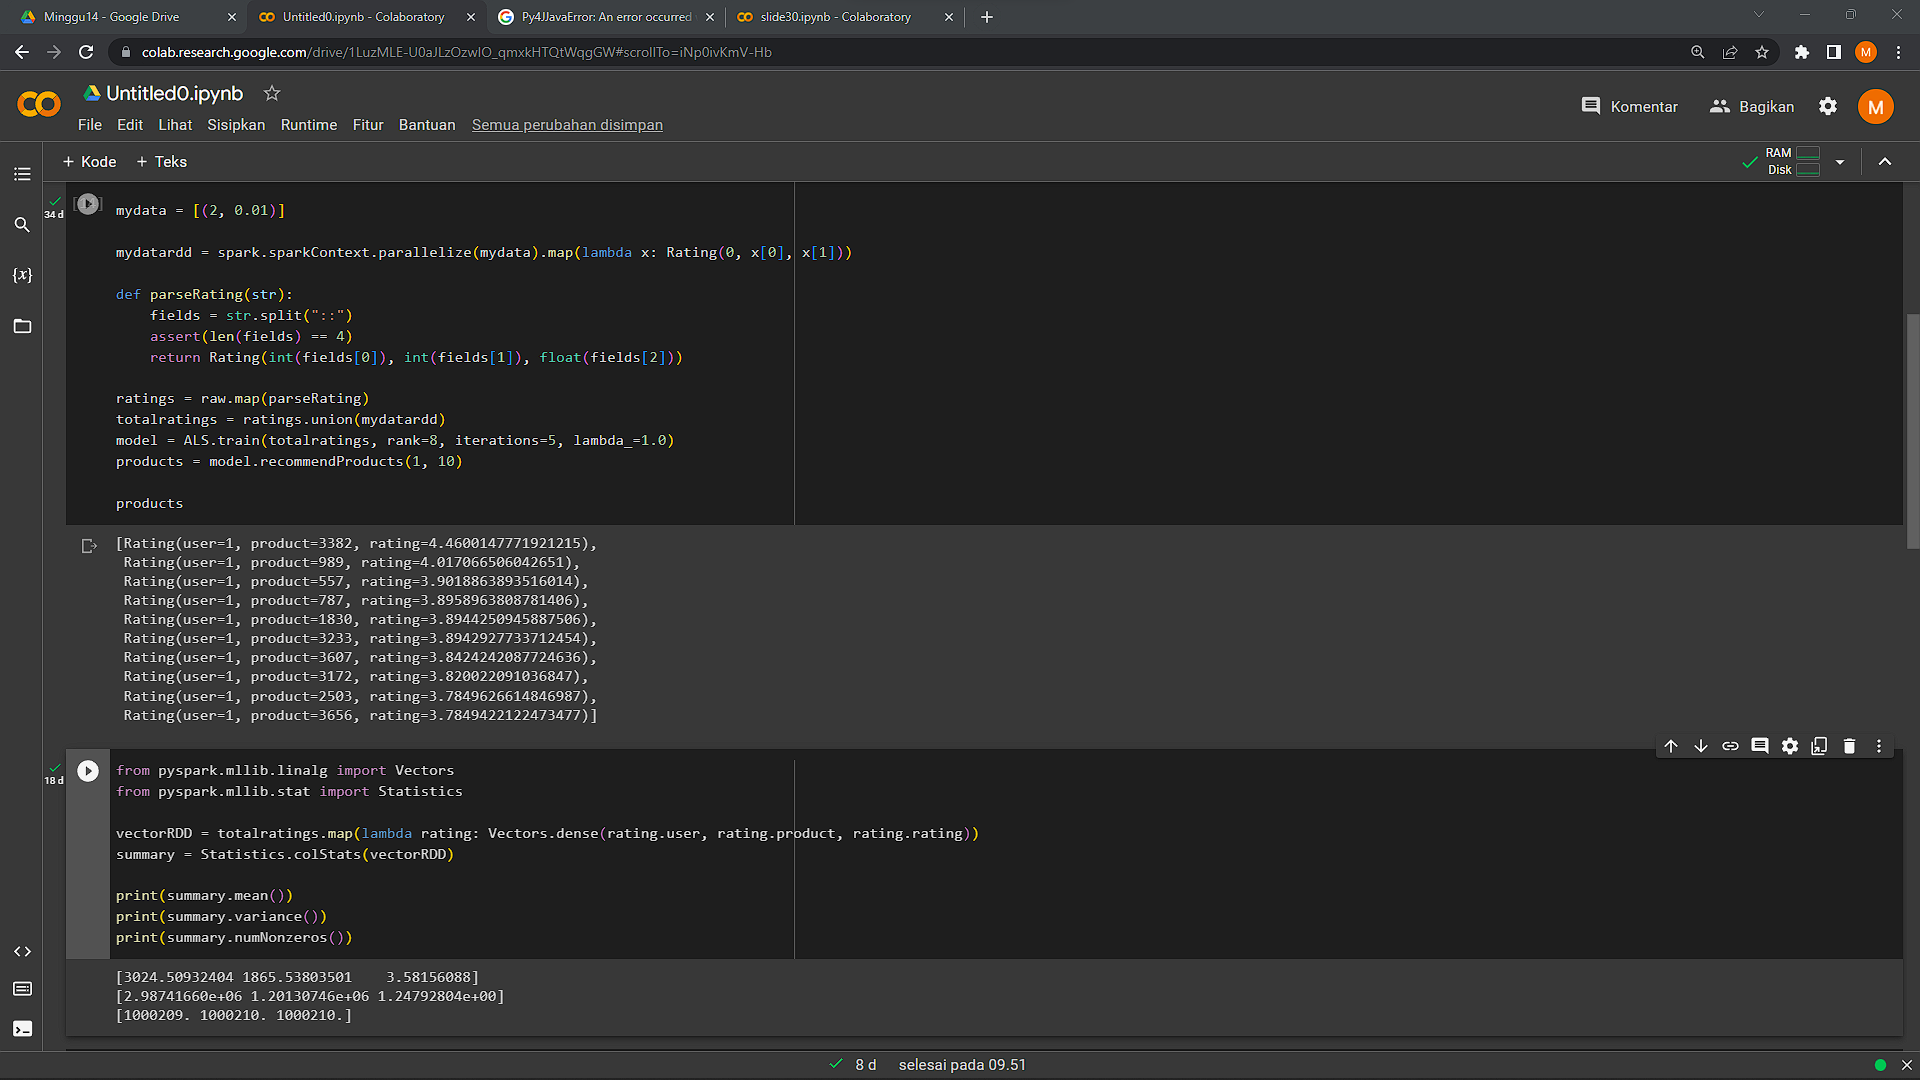 Minggu14 - Google Drive
Untitled0.ipynb - Colaboratory
Py4JJavaError: An error occurred
slide30.ipynb - Colaboratory
colab.research.google.com/drive/1LuzMLE-U0aJLzOzwIO_qmxkHTQtWqgGW#scrollTo=iNp0ivKmV-Hb
M
Untitled0.ipynb
File Edit Lihat Sisipkan Runtime Fitur Bantuan Semua perubahan disimpan
Komentar Bagikan M
+ Kode + Teks
RAM
Disk
34 d
mydata = [(2, 0.01)]
mydatardd = spark.sparkContext.parallelize(mydata).map(lambda x: Rating(0, x[0], x[1]))
def parseRating(str):
    fields = str.split("::")
    assert(len(fields) == 4)
    return Rating(int(fields[0]), int(fields[1]), float(fields[2]))
ratings = raw.map(parseRating)
totalratings = ratings.union(mydatardd)
model = ALS.train(totalratings, rank=8, iterations=5, lambda_=1.0)
products = model.recommendProducts(1, 10)
products
[Rating(user=1, product=3382, rating=4.4600147771921215),
 Rating(user=1, product=989, rating=4.017066506042651),
 Rating(user=1, product=557, rating=3.9018863893516014),
 Rating(user=1, product=787, rating=3.8958963808781406),
 Rating(user=1, product=1830, rating=3.8944250945887506),
 Rating(user=1, product=3233, rating=3.8942927733712454),
 Rating(user=1, product=3607, rating=3.8424242087724636),
 Rating(user=1, product=3172, rating=3.820022091036847),
 Rating(user=1, product=2503, rating=3.7849626614846987),
 Rating(user=1, product=3656, rating=3.7849422122473477)]
18 d
from pyspark.mllib.linalg import Vectors
from pyspark.mllib.stat import Statistics
vectorRDD = totalratings.map(lambda rating: Vectors.dense(rating.user, rating.product, rating.rating))
summary = Statistics.colStats(vectorRDD)
print(summary.mean())
print(summary.variance())
print(summary.numNonzeros())
[3024.50932404 1865.53803501    3.58156088]
[2.98741660e+06 1.20130746e+06 1.24792804e+00]
[1000209. 1000210. 1000210.]
8 d selesai pada 09.51